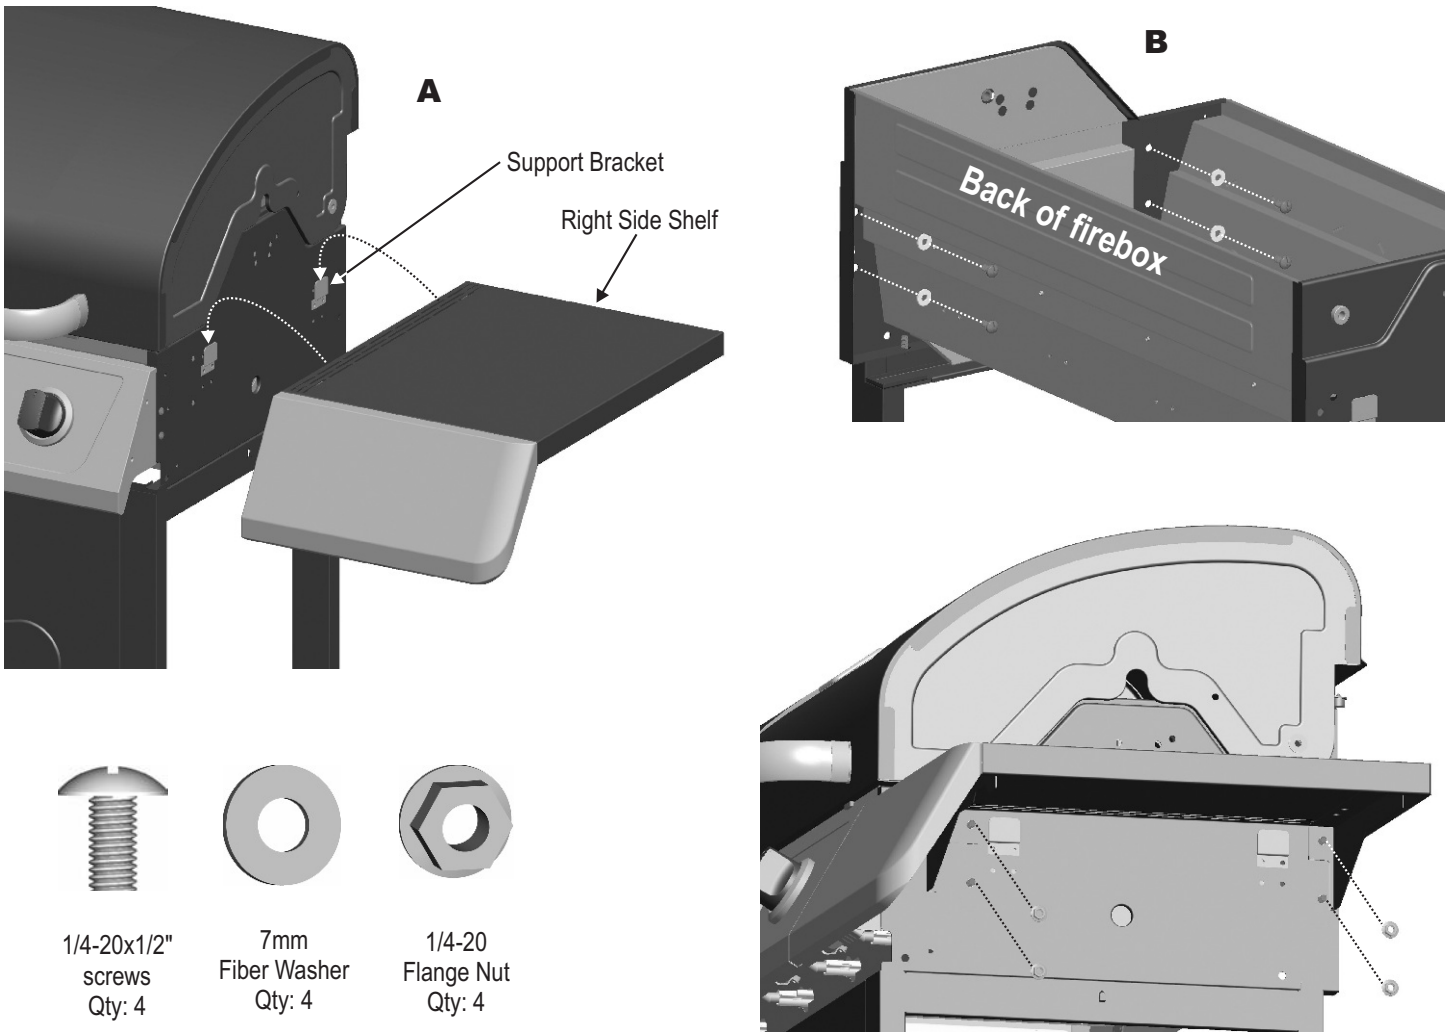 A
Support Bracket
Right Side Shelf
B
Back of firebox
1/4-20x1/2"
screws
Qty: 4
7mm
Fiber Washer
Qty: 4
1/4-20
Flange Nut
Qty: 4